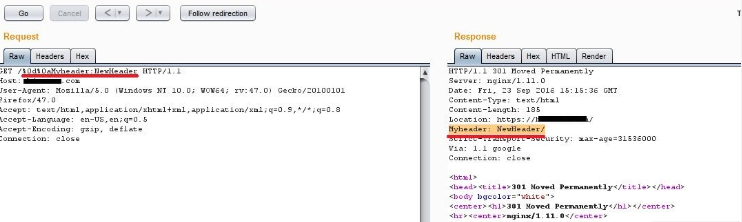 Go Cancel < | ▾ > | ▾ Follow redirection
Request
Raw Headers Hex
GET /%0d%0aMyheader:NewHeader HTTP/1.1
Host: .com
User-Agent: Mozilla/5.0 (Windows NT 10.0; WOW64; rv:47.0) Gecko/20100101
Firefox/47.0
Accept: text/html,application/xhtml+xml,application/xml;q=0.9,*/*;q=0.8
Accept-Language: en-US,en;q=0.5
Accept-Encoding: gzip, deflate
Connection: close
Response
Raw Headers Hex HTML Render
HTTP/1.1 301 Moved Permanently
Server: nginx/1.11.0
Date: Fri, 23 Sep 2016 15:15:36 GMT
Content-Type: text/html
Content-Length: 185
Location: https:// /
Myheader: NewHeader/
Strict-Transport-Security: max-age=31536000
Via: 1.1 google
Connection: close
<html>
<head><title>301 Moved Permanently</title></head>
<body bgcolor="white">
<center><h1>301 Moved Permanently</h1></center>
<hr><center>nginx/1.11.0</center>